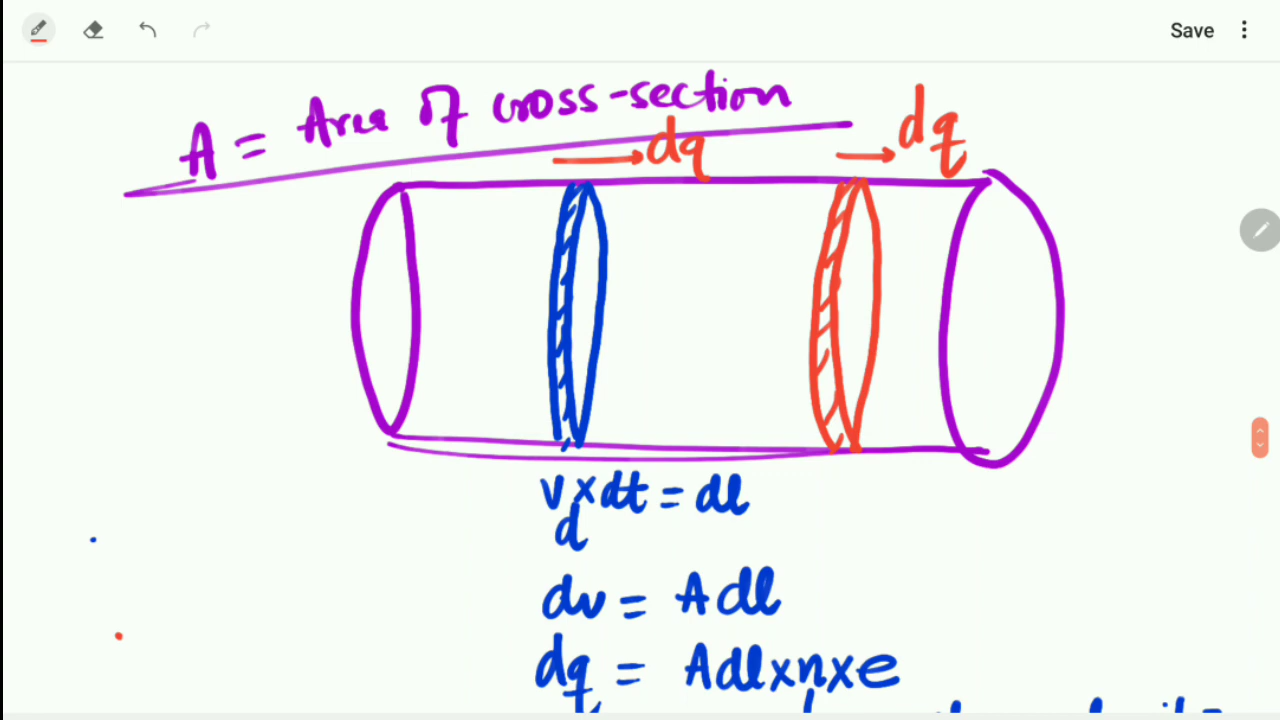 Save
A = Area of cross-section
dq
dq
v_d × dt = dl
dv = Adl
dq = Adl×n×e